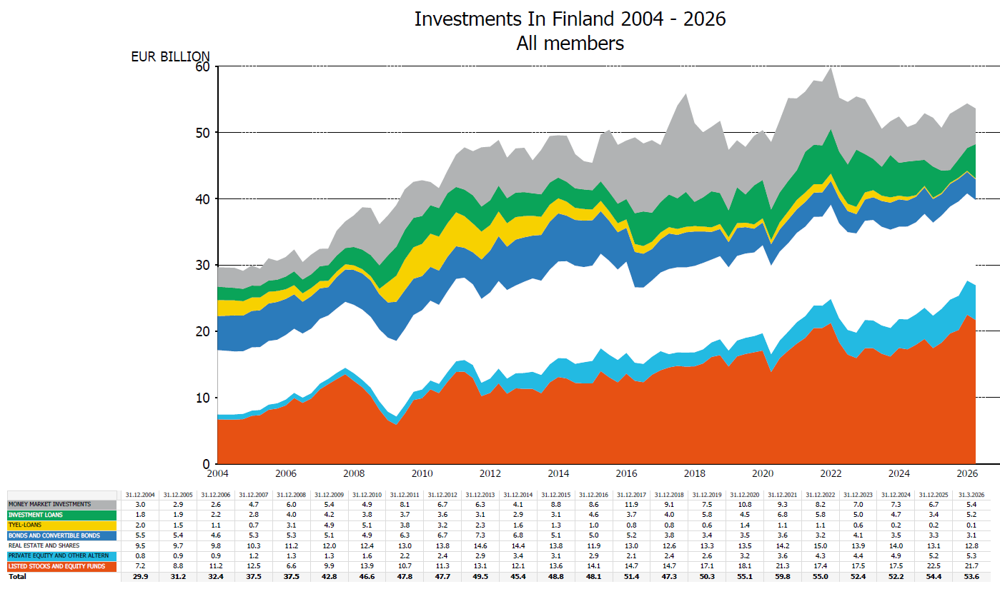 Investments In Finland 2004 - 2026
All members
EUR BILLION
60
50
40
30
20
10
0
2004 2006 2008 2010 2012 2014 2016 2018 2020 2022 2024 2026
31.12.2004 31.12.2005 31.12.2006 31.12.2007 31.12.2008 31.12.2009 31.12.2010 31.12.2011 31.12.2012 31.12.2013 31.12.2014 31.12.2015 31.12.2016 31.12.2017 31.12.2018 31.12.2019 31.12.2020 31.12.2021 31.12.2022 31.12.2023 31.12.2024 31.12.2025 31.3.2026
MONEY MARKET INVESTMENTS 3.0 2.9 2.6 4.7 6.0 5.4 4.9 8.1 6.7 6.3 4.1 8.8 8.6 11.9 9.1 7.5 10.8 9.3 8.2 7.0 7.3 6.7 5.4
INVESTMENT LOANS 1.8 1.9 2.2 2.8 4.0 4.2 3.8 3.7 3.6 3.1 2.9 3.1 4.6 3.7 4.0 5.8 4.5 6.8 5.8 5.0 4.7 3.4 5.2
TYEL-LOANS 2.0 1.5 1.1 0.7 3.1 4.9 5.1 3.8 3.2 2.3 1.6 1.3 1.0 0.8 0.8 0.6 1.4 1.1 1.1 0.6 0.2 0.2 0.1
BONDS AND CONVERTIBLE BONDS 5.5 5.4 4.6 5.3 5.3 5.1 4.9 6.3 6.7 7.3 6.8 5.1 5.0 5.2 3.8 3.4 3.5 3.6 3.2 4.1 3.5 3.3 3.1
REAL ESTATE AND SHARES 9.5 9.7 9.8 10.3 11.2 12.0 12.4 13.0 13.8 14.6 14.4 13.8 11.9 13.0 12.6 13.3 13.5 14.2 15.0 13.9 14.0 13.1 12.8
PRIVATE EQUITY AND OTHER ALTERN 0.8 0.9 0.9 1.2 1.3 1.3 1.6 2.2 2.4 2.9 3.4 3.1 2.9 2.1 2.4 2.6 3.2 3.6 4.3 4.4 4.9 5.2 5.3
LISTED STOCKS AND EQUITY FUNDS 7.2 8.8 11.2 12.5 6.6 9.9 13.9 10.7 11.3 13.1 12.1 13.6 14.1 14.7 14.7 17.1 18.1 21.3 17.4 17.5 17.5 22.5 21.7
Total 29.9 31.2 32.4 37.5 37.5 42.8 46.6 47.8 47.7 49.5 45.4 48.8 48.1 51.4 47.3 50.3 55.1 59.8 55.0 52.4 52.2 54.4 53.6